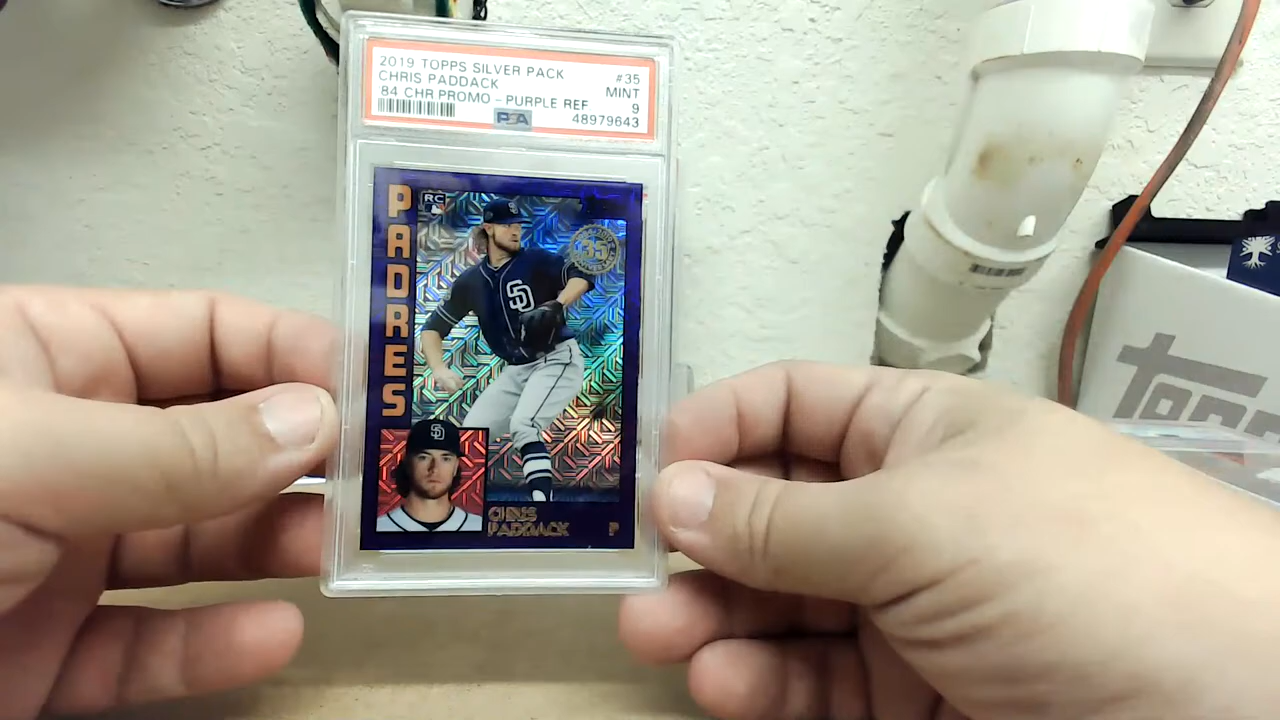 2019 TOPPS SILVER PACK #35
CHRIS PADDACK MINT
'84 CHR PROMO - PURPLE REF 9
PSA 48979643
PADRES
RC
35
SD
SD
CHRIS
PADDACK P
Topps